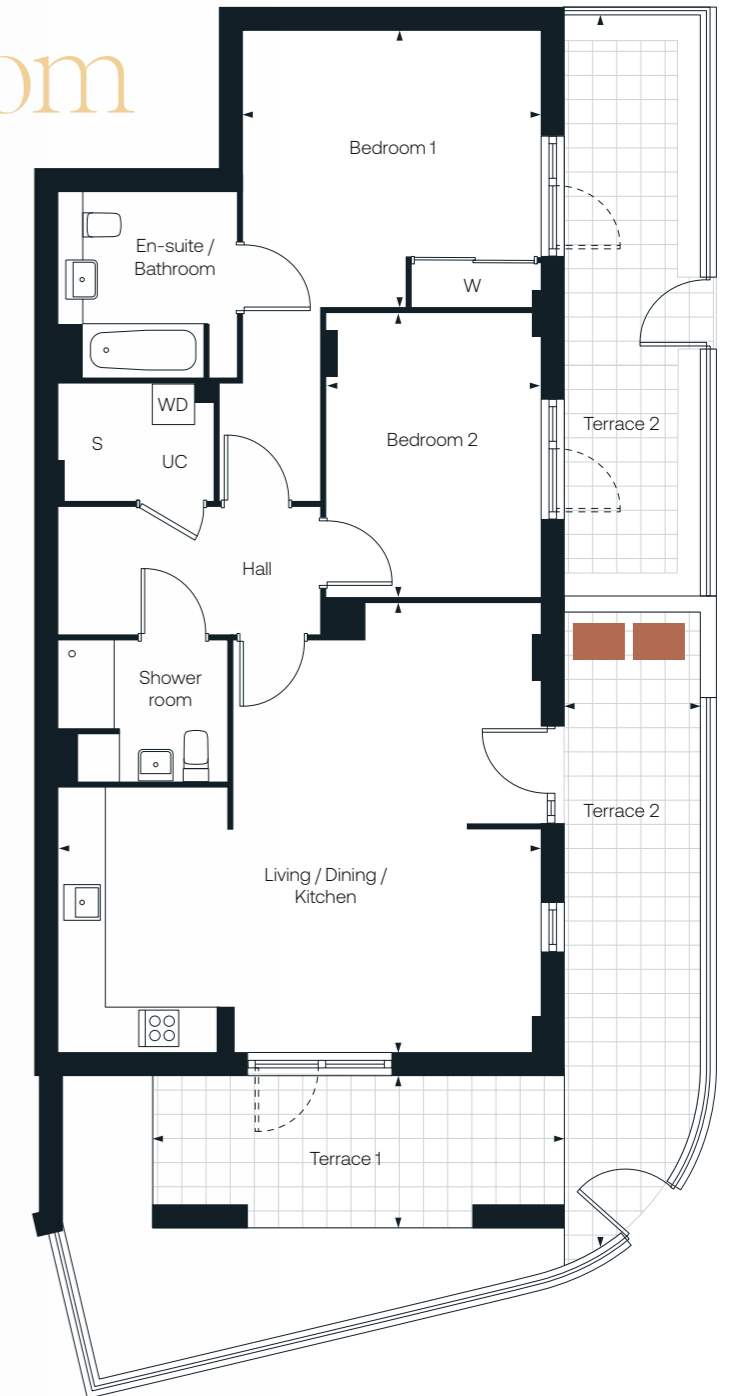 Bedroom 1
En-suite /
Bathroom
W
WD
S
UC
Bedroom 2
Terrace 2
Hall
Shower
room
Terrace 2
Living / Dining /
Kitchen
Terrace 1